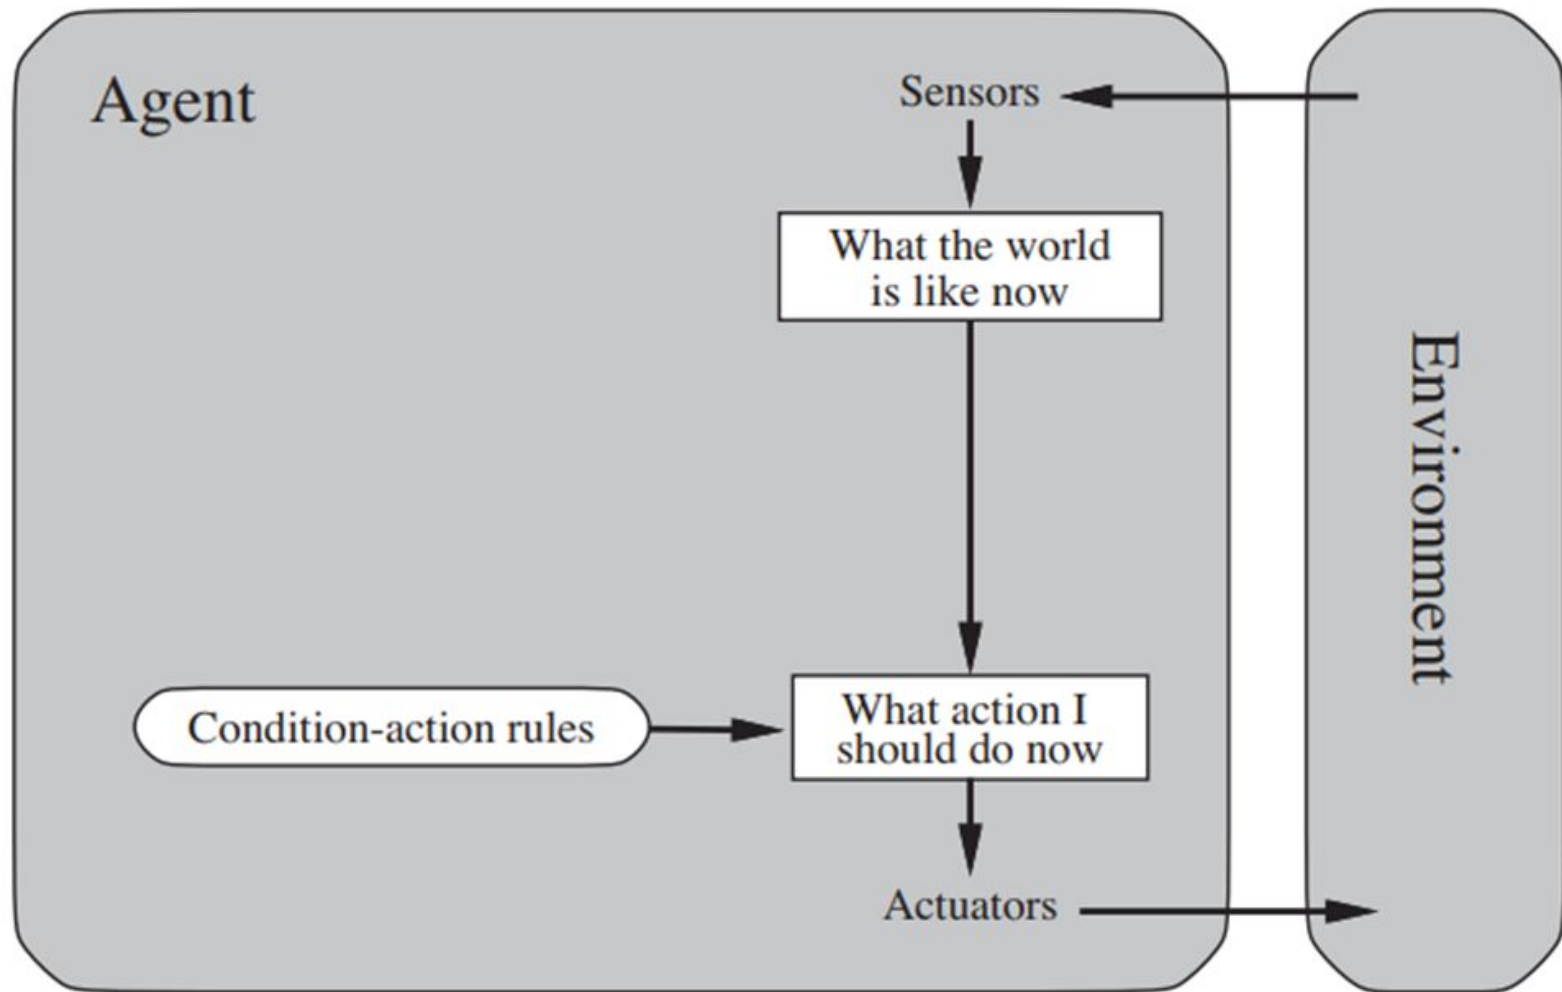 Agent
Sensors
What the world
is like now
Environment
Condition-action rules
What action I
should do now
Actuators